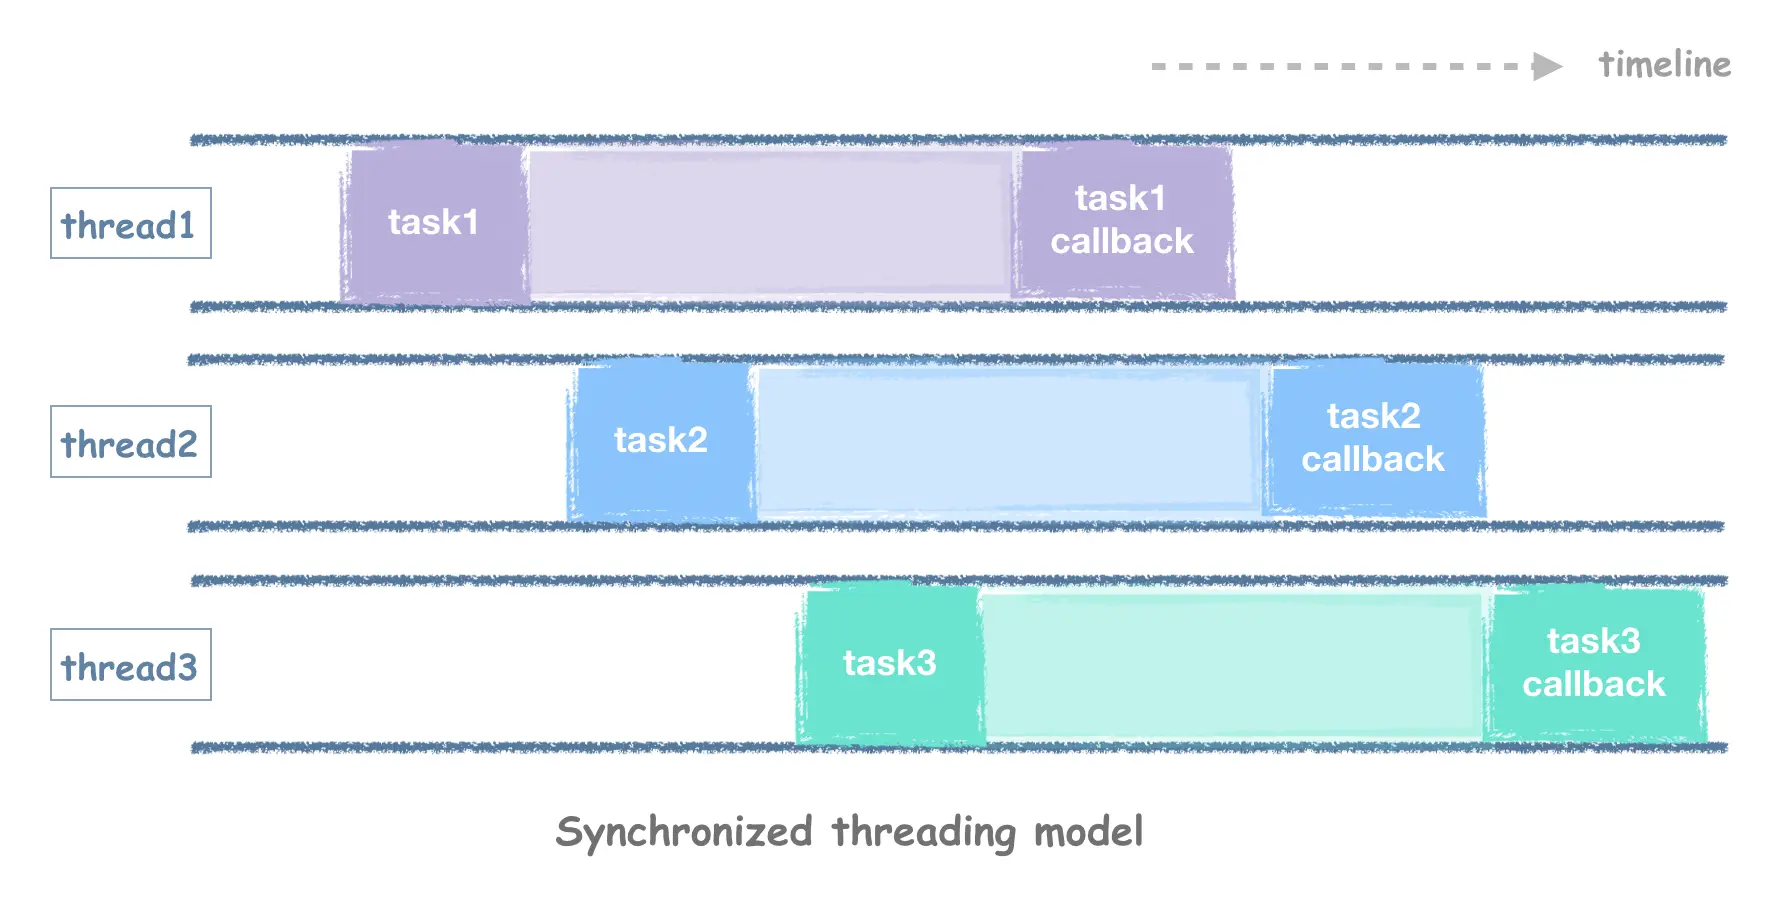 timeline
thread1
task1
task1
callback
thread2
task2
task2
callback
thread3
task3
task3
callback
Synchronized threading model